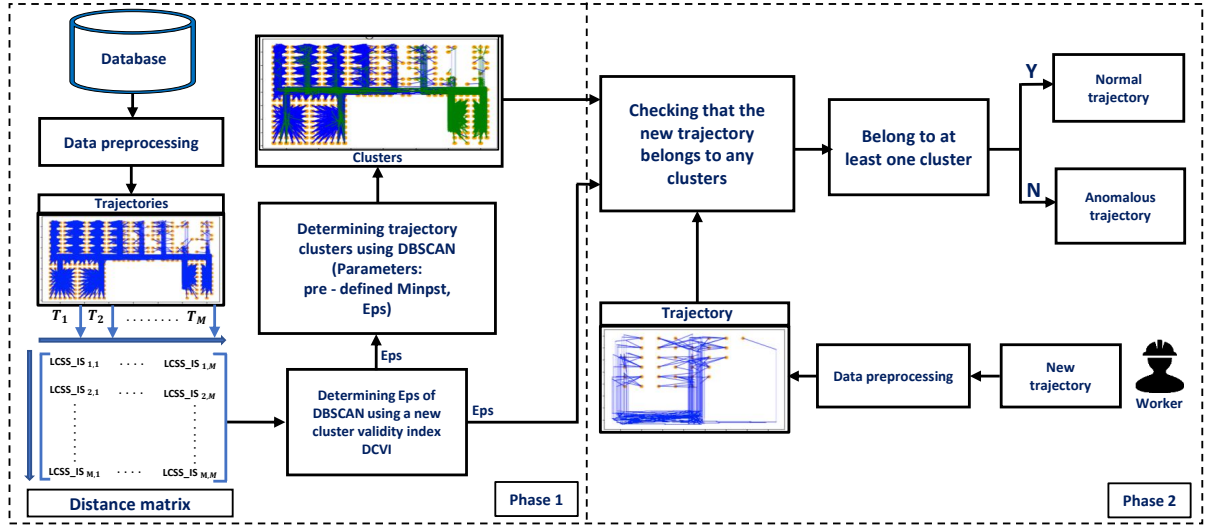 Database
Data preprocessing
Trajectories
T1 T2 ........ TM
LCSS_IS 1,1 .... LCSS_IS 1,M
LCSS_IS 2,1 .... LCSS_IS 2,M
LCSS_IS M,1 .... LCSS_IS M,M
Distance matrix
Clusters
Determining trajectory
clusters using DBSCAN
(Parameters:
pre - defined Minpst,
Eps)
Eps
Determining Eps of
DBSCAN using a new
cluster validity index
DCVI
Eps
Phase 1
Checking that the
new trajectory
belongs to any
clusters
Belong to at
least one cluster
Y
Normal
trajectory
N
Anomalous
trajectory
Trajectory
Data preprocessing
New
trajectory
Worker
Phase 2